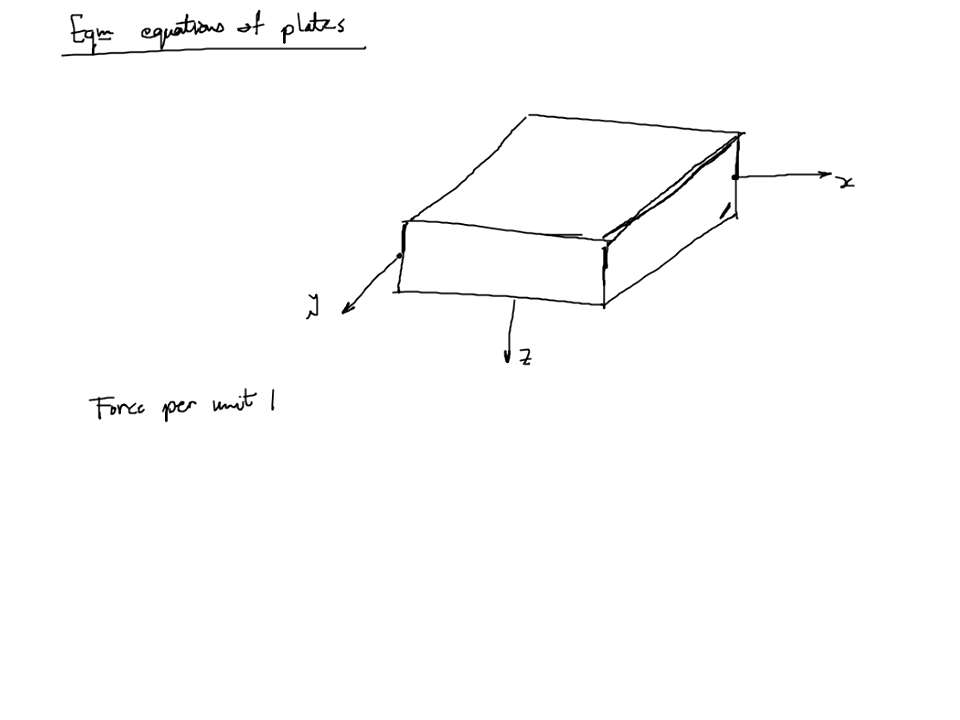 Eqm equations of plates
x
y
z
Force per unit l